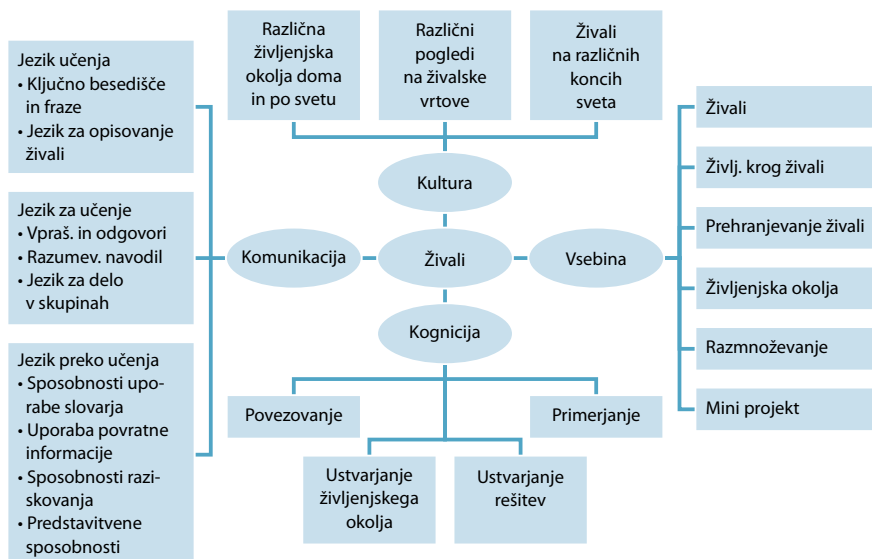 Jezik učenja
• Ključno besedišče
in fraze
• Jezik za opisovanje
živali
Jezik za učenje
• Vpraš. in odgovori
• Razumev. navodil
• Jezik za delo
v skupinah
Jezik preko učenja
• Sposobnosti upo-
rabe slovarja
• Uporaba povratne
informacije
• Sposobnosti razi-
skovanja
• Predstavitvene
sposobnosti
Različna
življenjska
okolja doma
in po svetu
Različni
pogledi
na živalske
vrtove
Živali
na različnih
koncih
sveta
Kultura
Komunikacija
Živali
Vsebina
Kognicija
Povezovanje
Primerjanje
Ustvarjanje
življenjskega
okolja
Ustvarjanje
rešitev
Živali
Življ. krog živali
Prehranjevanje živali
Življenjska okolja
Razmnoževanje
Mini projekt